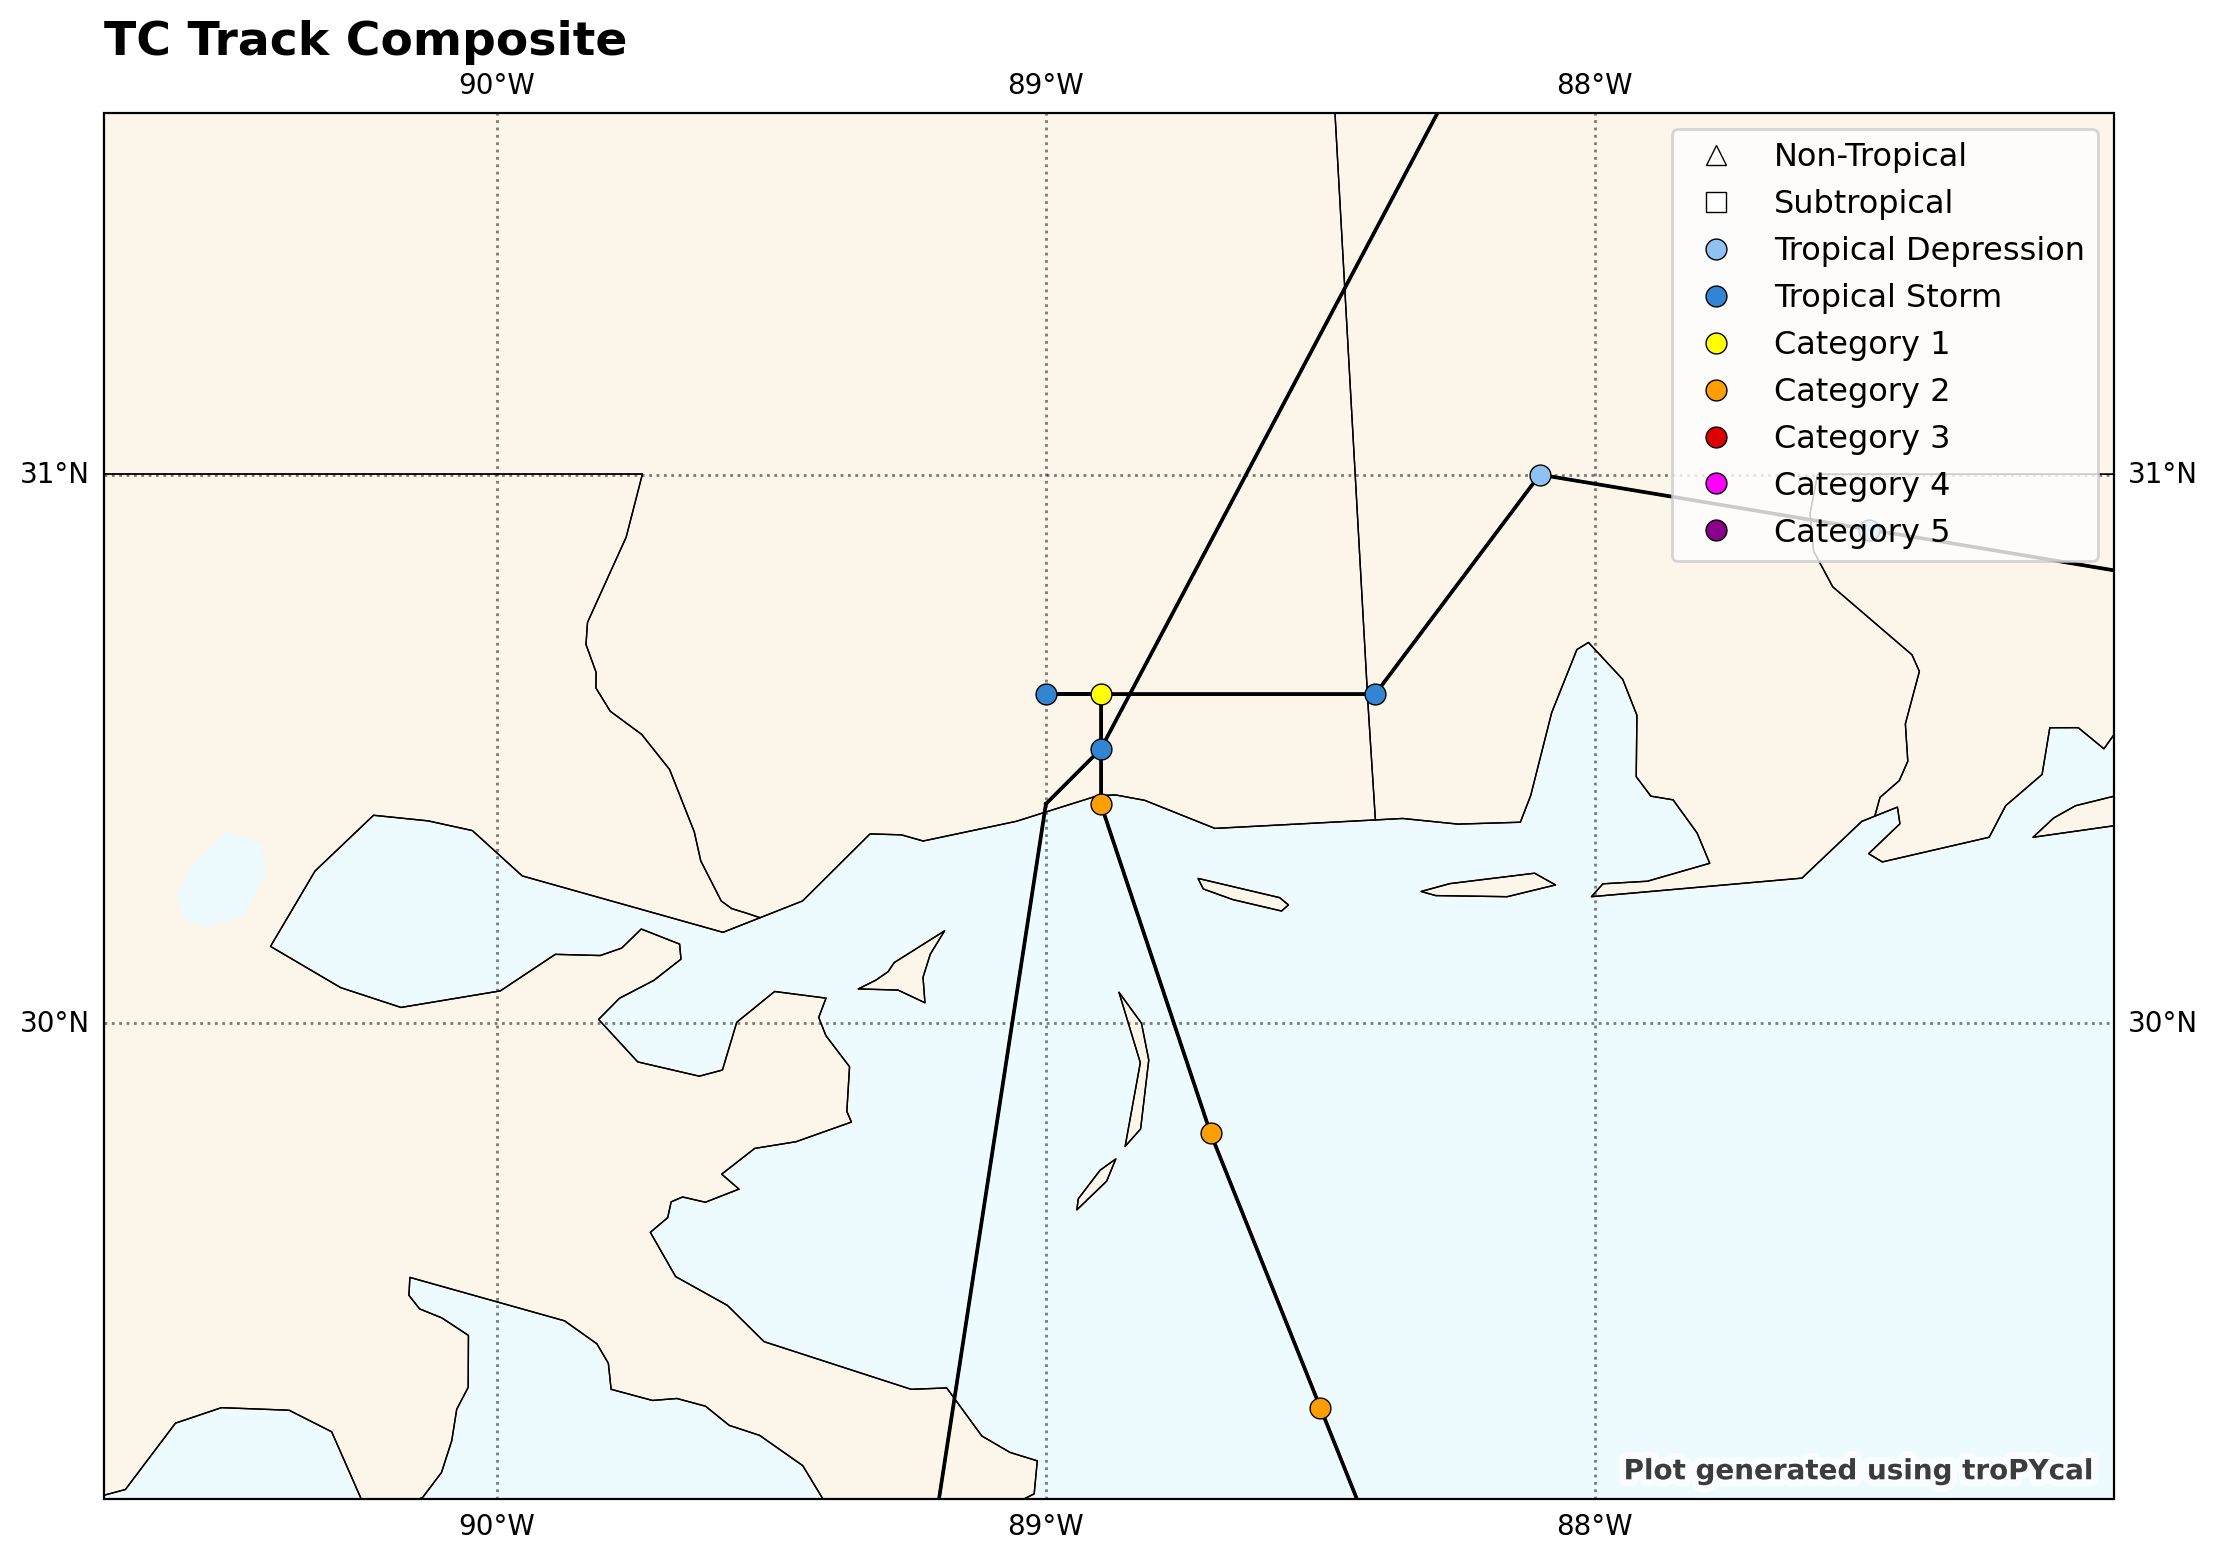 TC Track Composite
90°W 89°W 88°W
Non-Tropical
Subtropical
Tropical Depression
Tropical Storm
Category 1
Category 2
Category 3
31°N 31°N
Category 4
Category 5
30°N 30°N
Plot generated using troPYcal
90°W 89°W 88°W